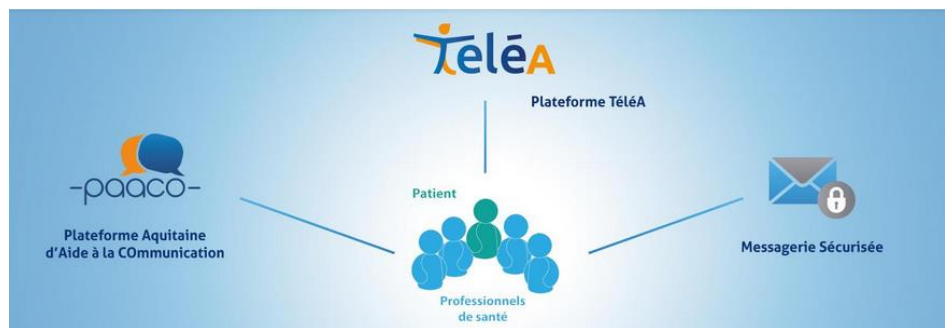 TéléA
Plateforme TéléA
-paaco-
Plateforme Aquitaine
d'Aide à la COmmunication
Patient
Professionnels
de santé
Messagerie Sécurisée